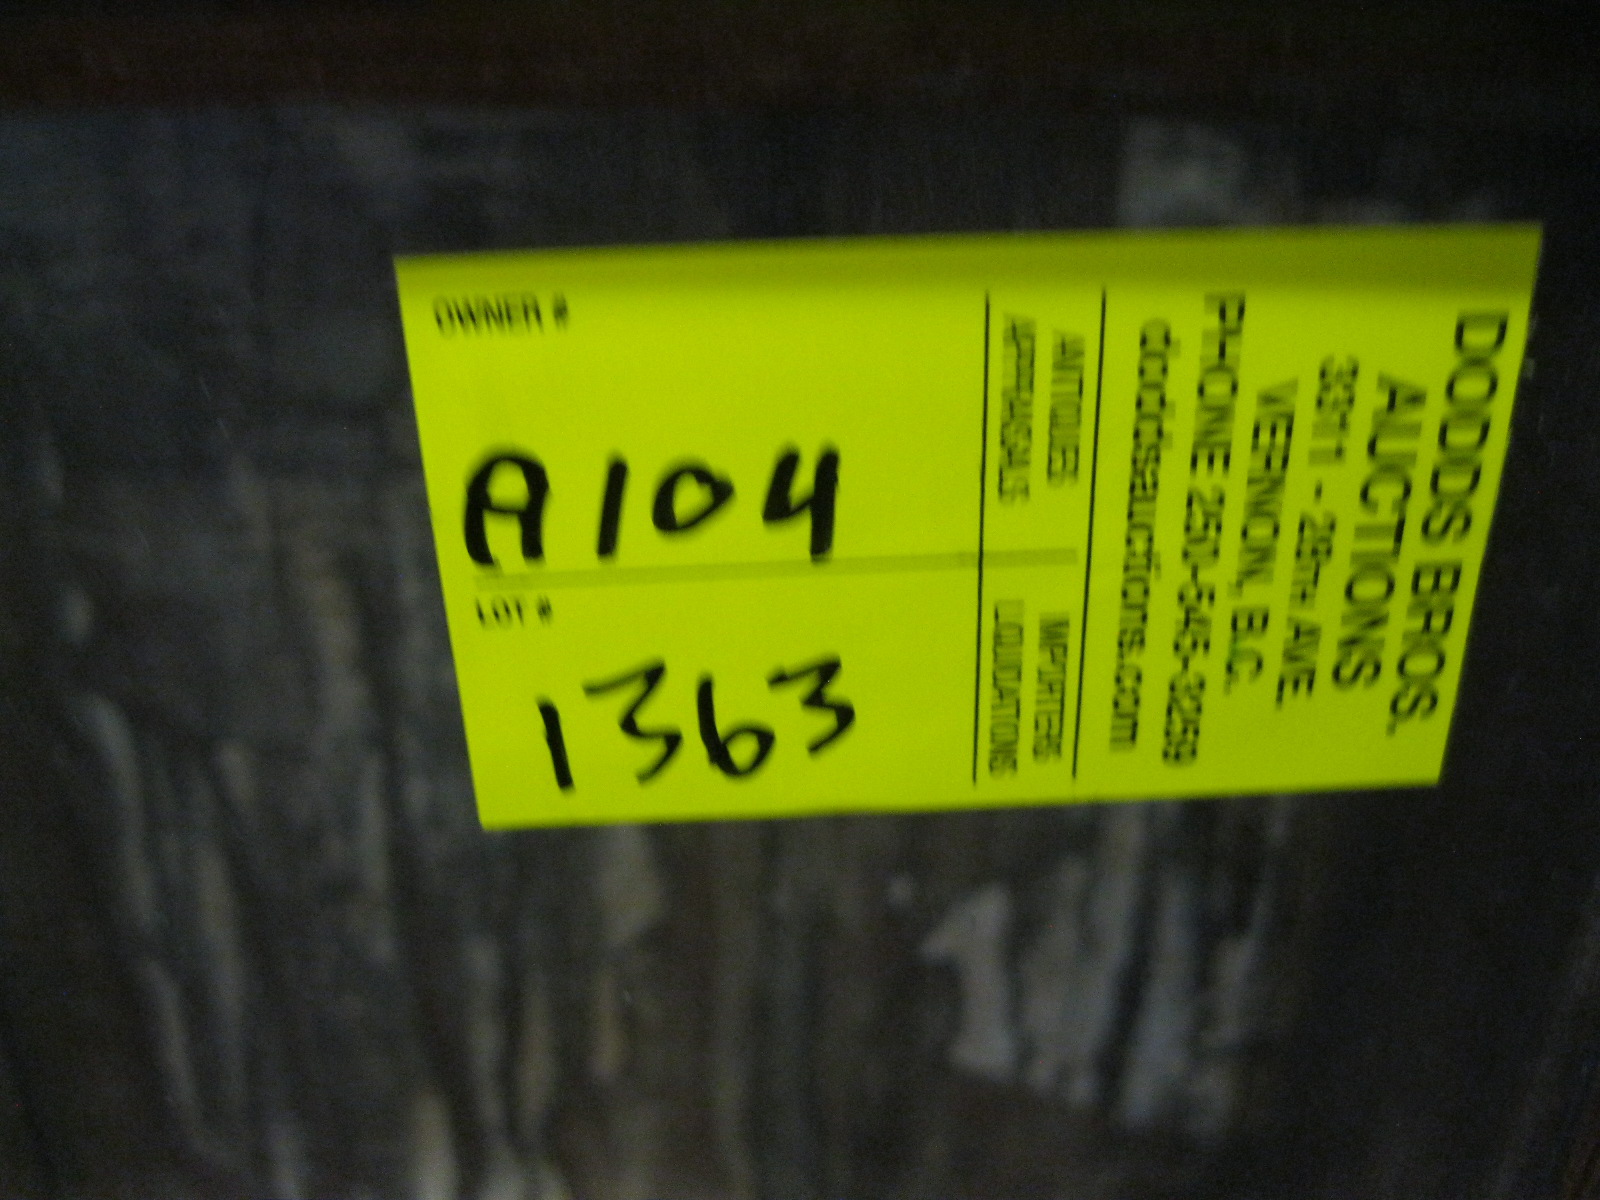 OWNER #
A104
LOT #
1363
ANTIQUES
APPRAISALS
IMPORTERS
LIQUIDATIONS
DODDS BROS.
AUCTIONS
3311 - 28TH AVE.
VERNON, B.C.
PHONE 250-545-3259
doddsauctions.com